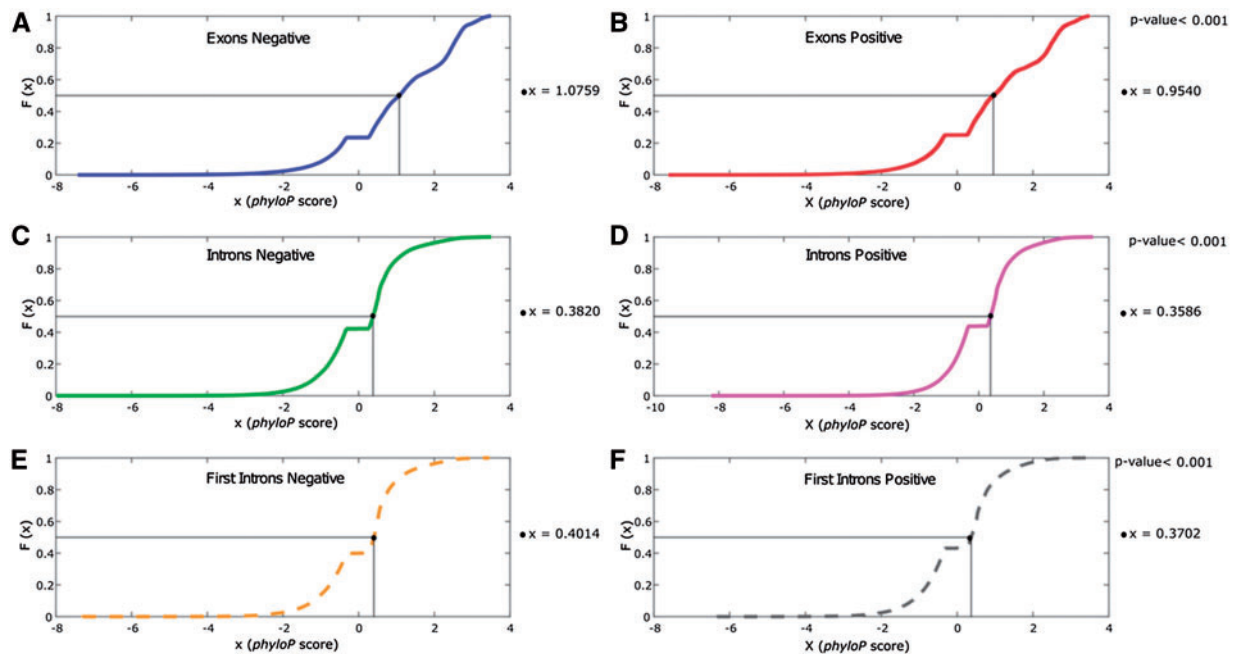 A
Exons Negative
F (x)
1
0.8
0.6
0.4
0.2
0
-8 -6 -4 -2 0 2 4
x (phyloP score)
x = 1.0759
B
Exons Positive
F (x)
1
0.8
0.6
0.4
0.2
0
-8 -6 -4 -2 0 2 4
X (phyloP score)
p-value< 0.001
x = 0.9540
C
Introns Negative
F (x)
1
0.8
0.6
0.4
0.2
0
-8 -6 -4 -2 0 2 4
x (phyloP score)
x = 0.3820
D
Introns Positive
F (x)
1
0.8
0.6
0.4
0.2
0
-10 -8 -6 -4 -2 0 2 4
X (phyloP score)
p-value< 0.001
x = 0.3586
E
First Introns Negative
F (x)
1
0.8
0.6
0.4
0.2
0
-8 -6 -4 -2 0 2 4
x (phyloP score)
x = 0.4014
F
First Introns Positive
F (x)
1
0.8
0.6
0.4
0.2
0
-8 -6 -4 -2 0 2 4
X (phyloP score)
p-value< 0.001
x = 0.3702